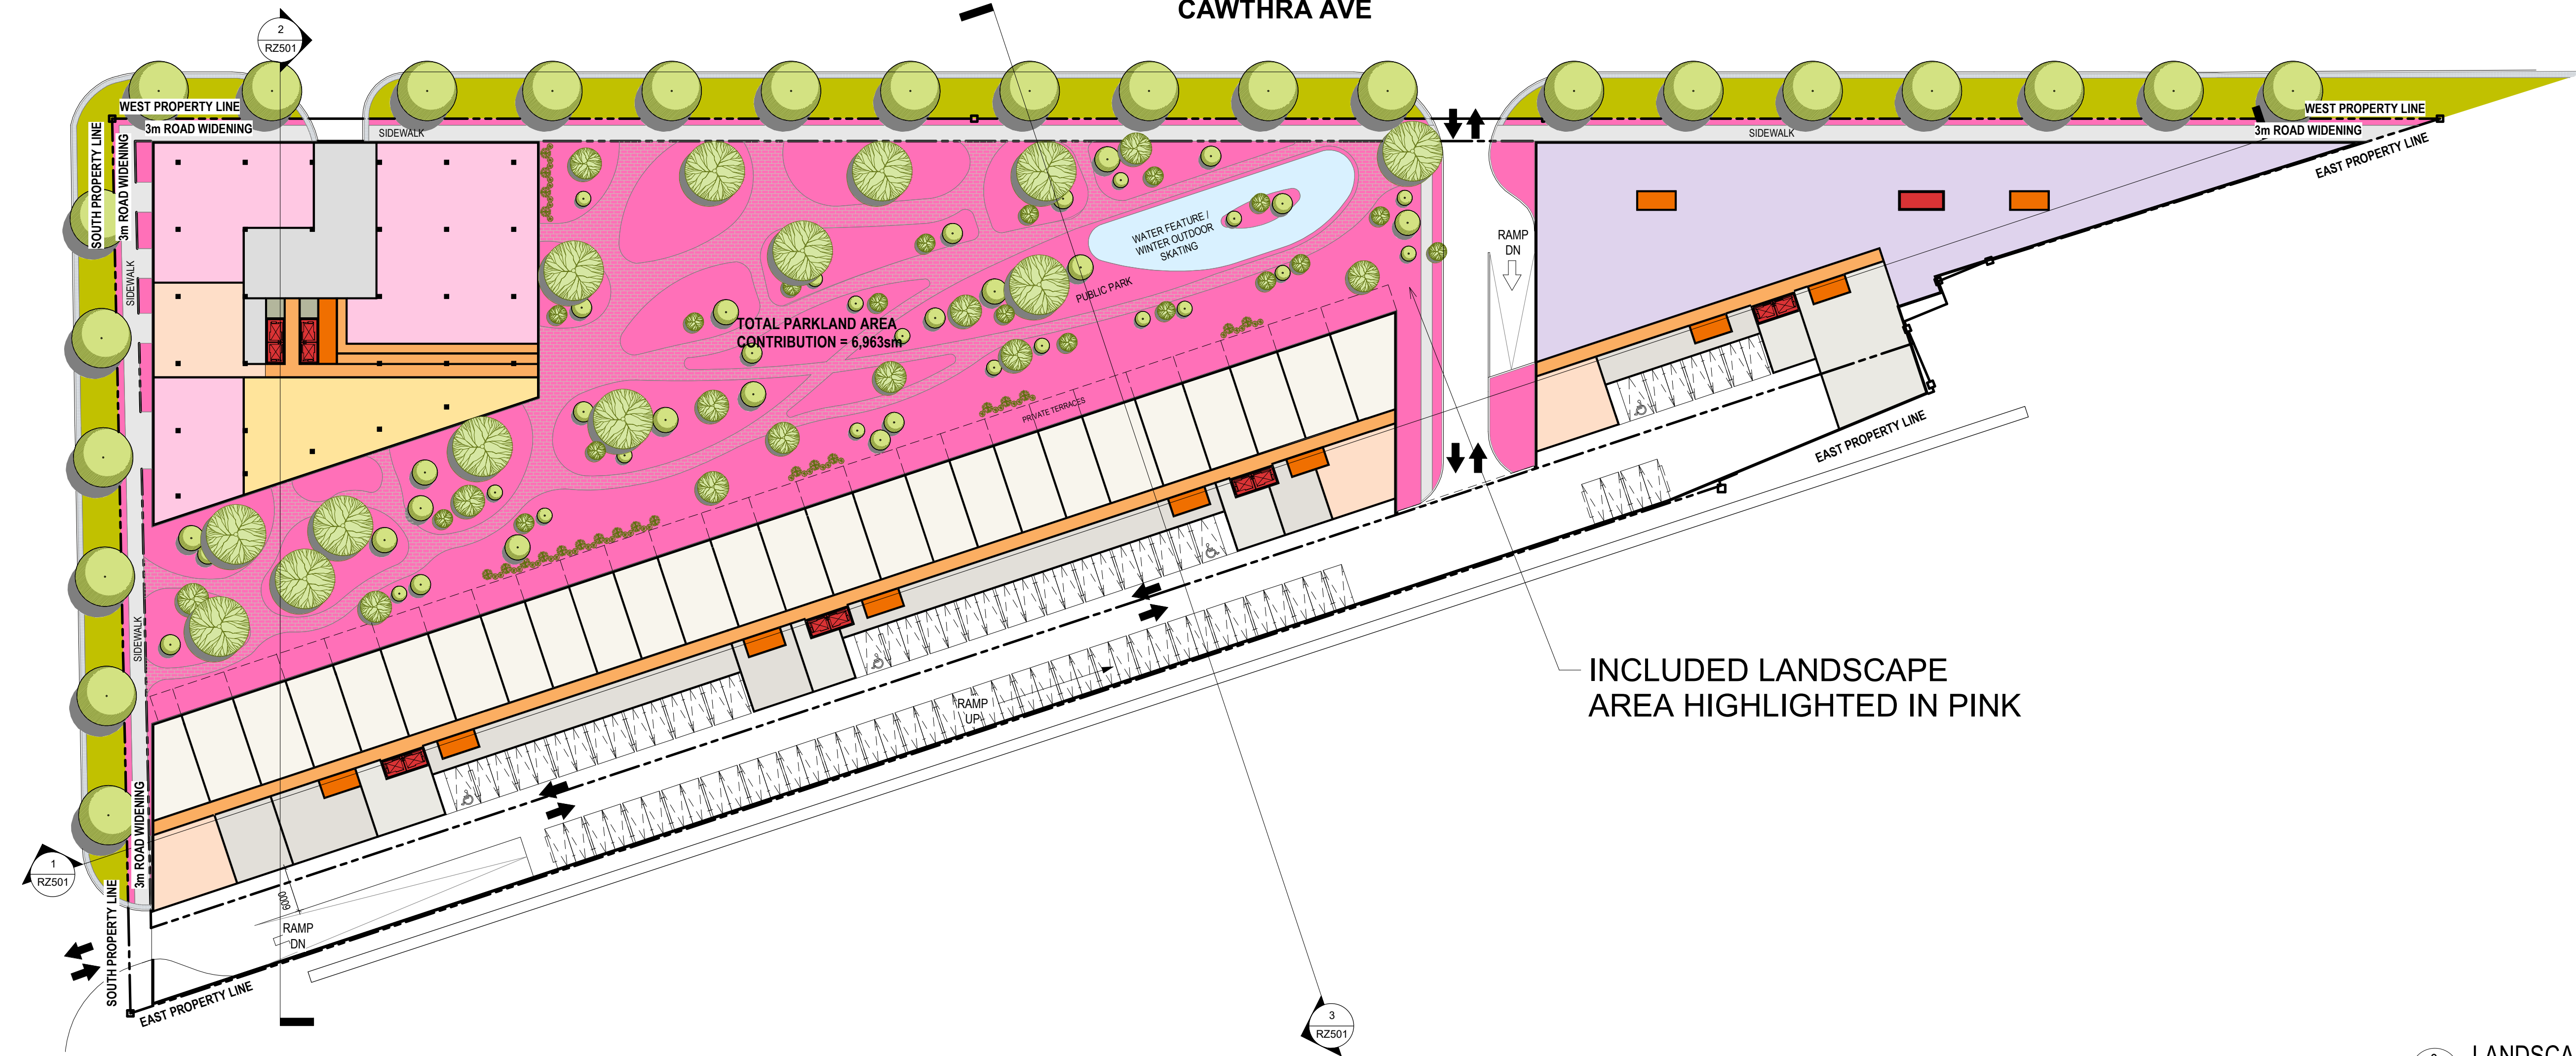 CAWTHRA AVE
2
RZ501
WEST PROPERTY LINE
3m ROAD WIDENING
SIDEWALK
SIDEWALK
WEST PROPERTY LINE
3m ROAD WIDENING
EAST PROPERTY LINE
SOUTH PROPERTY LINE
3m ROAD WIDENING
SIDEWALK
WATER FEATURE /
WINTER OUTDOOR
SKATING
PUBLIC PARK
RAMP
DN
TOTAL PARKLAND AREA
CONTRIBUTION = 6,963sm
PRIVATE TERRACES
EAST PROPERTY LINE
SIDEWALK
INCLUDED LANDSCAPE
AREA HIGHLIGHTED IN PINK
RAMP
UP
3m ROAD WIDENING
1
RZ501
SOUTH PROPERTY LINE
6000
RAMP
DN
EAST PROPERTY LINE
3
RZ501
LANDSCA